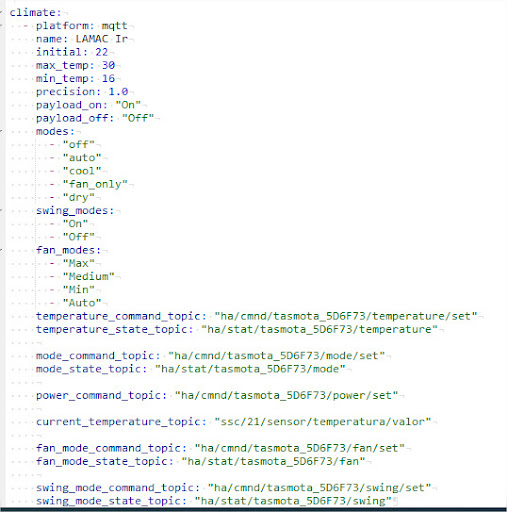 climate:
  - platform: mqtt
    name: LAMAC Ir
    initial: 22
    max_temp: 30
    min_temp: 16
    precision: 1.0
    payload_on: "On"
    payload_off: "Off"
    modes:
      - "off"
      - "auto"
      - "cool"
      - "fan_only"
      - "dry"
    swing_modes:
      - "On"
      - "Off"
    fan_modes:
      - "Max"
      - "Medium"
      - "Min"
      - "Auto"
    temperature_command_topic: "ha/cmnd/tasmota_5D6F73/temperature/set"
    temperature_state_topic: "ha/stat/tasmota_5D6F73/temperature"
    mode_command_topic: "ha/cmnd/tasmota_5D6F73/mode/set"
    mode_state_topic: "ha/stat/tasmota_5D6F73/mode"
    power_command_topic: "ha/cmnd/tasmota_5D6F73/power/set"
    current_temperature_topic: "ssc/21/sensor/temperatura/valor"
    fan_mode_command_topic: "ha/cmnd/tasmota_5D6F73/fan/set"
    fan_mode_state_topic: "ha/stat/tasmota_5D6F73/fan"
    swing_mode_command_topic: "ha/cmnd/tasmota_5D6F73/swing/set"
    swing_mode_state_topic: "ha/stat/tasmota_5D6F73/swing"